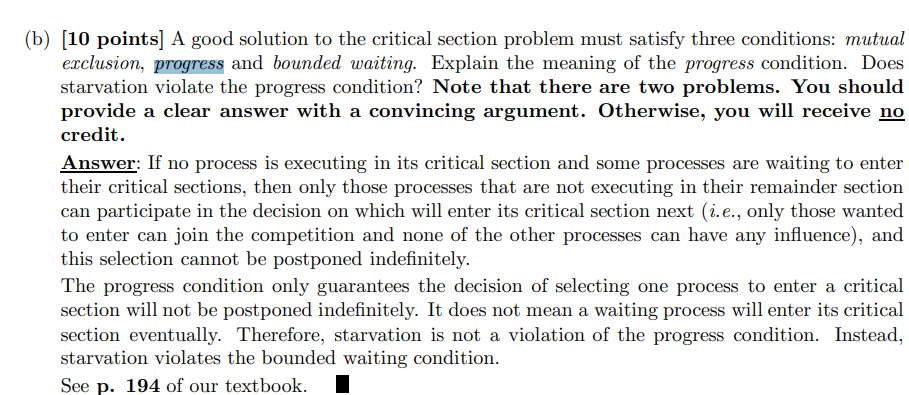 (b) [10 points] A good solution to the critical section problem must satisfy three conditions: mutual
exclusion, progress and bounded waiting. Explain the meaning of the progress condition. Does
starvation violate the progress condition? Note that there are two problems. You should
provide a clear answer with a convincing argument. Otherwise, you will receive no
credit.
Answer: If no process is executing in its critical section and some processes are waiting to enter
their critical sections, then only those processes that are not executing in their remainder section
can participate in the decision on which will enter its critical section next (i.e., only those wanted
to enter can join the competition and none of the other processes can have any influence), and
this selection cannot be postponed indefinitely.
The progress condition only guarantees the decision of selecting one process to enter a critical
section will not be postponed indefinitely. It does not mean a waiting process will enter its critical
section eventually. Therefore, starvation is not a violation of the progress condition. Instead,
starvation violates the bounded waiting condition.
See p. 194 of our textbook.